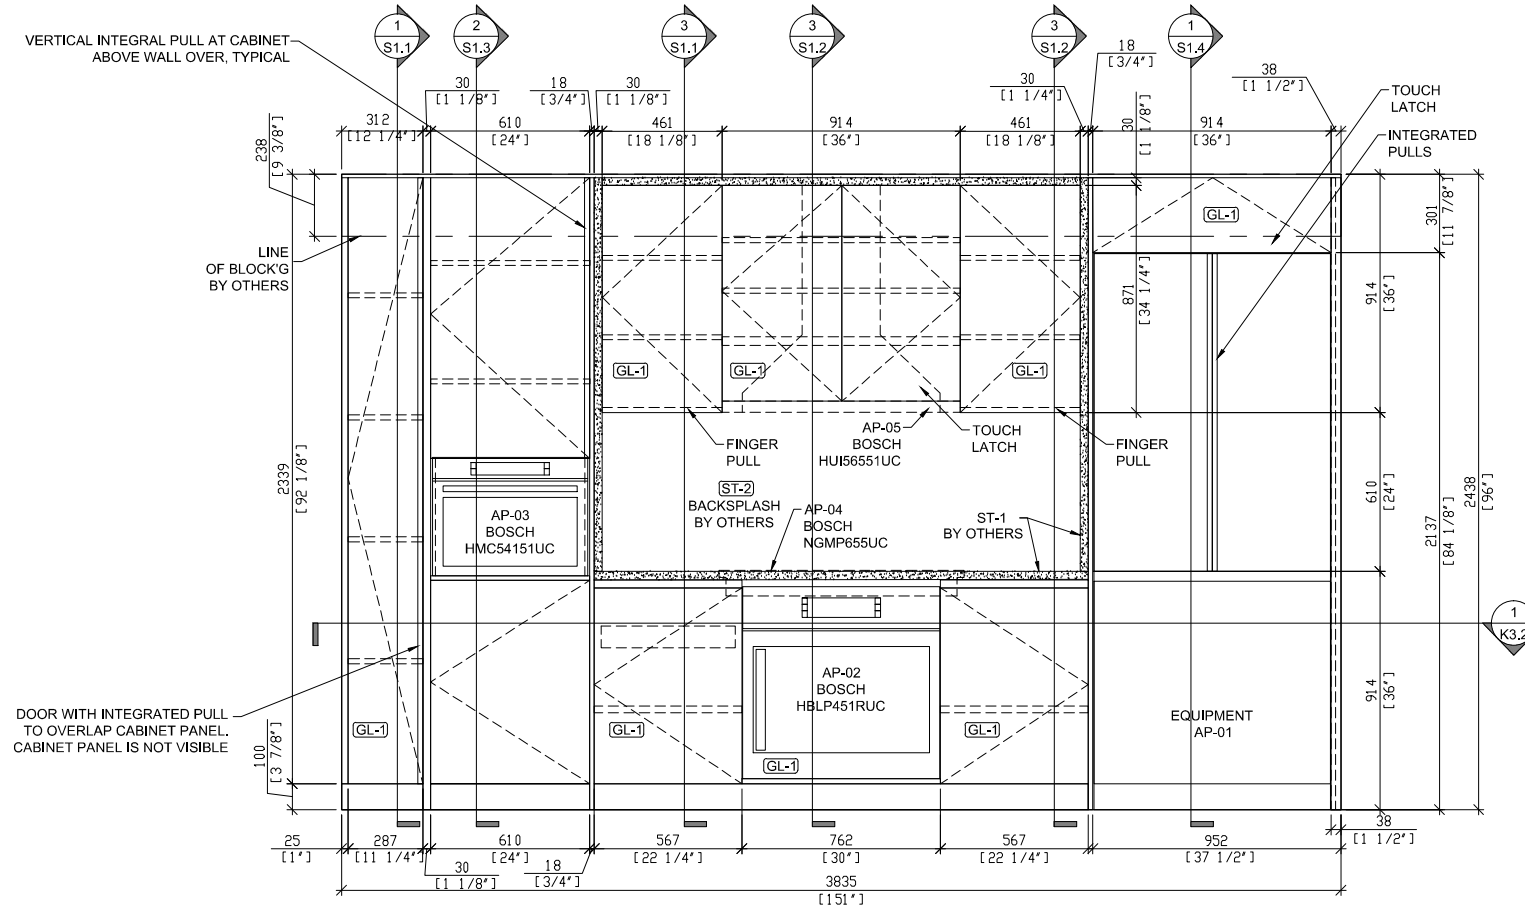 1
S1.1
2
S1.3
3
S1.1
3
S1.2
3
S1.2
1
S1.4
VERTICAL INTEGRAL PULL AT CABINET
ABOVE WALL OVER, TYPICAL
30
[1 1/8"]
18
[3/4"]
30
[1 1/8"]
30
[1 1/4"]
18
[3/4"]
38
[1 1/2"]
TOUCH
LATCH
INTEGRATED
PULLS
312
[12 1/4"]
610
[24"]
461
[18 1/8"]
914
[36"]
461
[18 1/8"]
30
[1 1/8"]
914
[36"]
238
[9 3/8"]
GL-1
301
[11 7/8"]
LINE
OF BLOCK'G
BY OTHERS
871
[34 1/4"]
914
[36"]
GL-1
GL-1
GL-1
FINGER
PULL
AP-05
BOSCH
HUI56551UC
TOUCH
LATCH
FINGER
PULL
2339
[92 1/8"]
ST-2
BACKSPLASH
BY OTHERS
AP-04
BOSCH
NGMP655UC
ST-1
BY OTHERS
AP-03
BOSCH
HMC54151UC
610
[24"]
2137
[84 1/8"]
2438
[96"]
1
K3.2
AP-02
BOSCH
HBLP451RUC
DOOR WITH INTEGRATED PULL
TO OVERLAP CABINET PANEL.
CABINET PANEL IS NOT VISIBLE
GL-1
GL-1
GL-1
GL-1
EQUIPMENT
AP-01
914
[36"]
100
[3 7/8"]
25
[1"]
287
[11 1/4"]
610
[24"]
567
[22 1/4"]
762
[30"]
567
[22 1/4"]
952
[37 1/2"]
38
[1 1/2"]
30
[1 1/8"]
18
[3/4"]
3835
[151"]